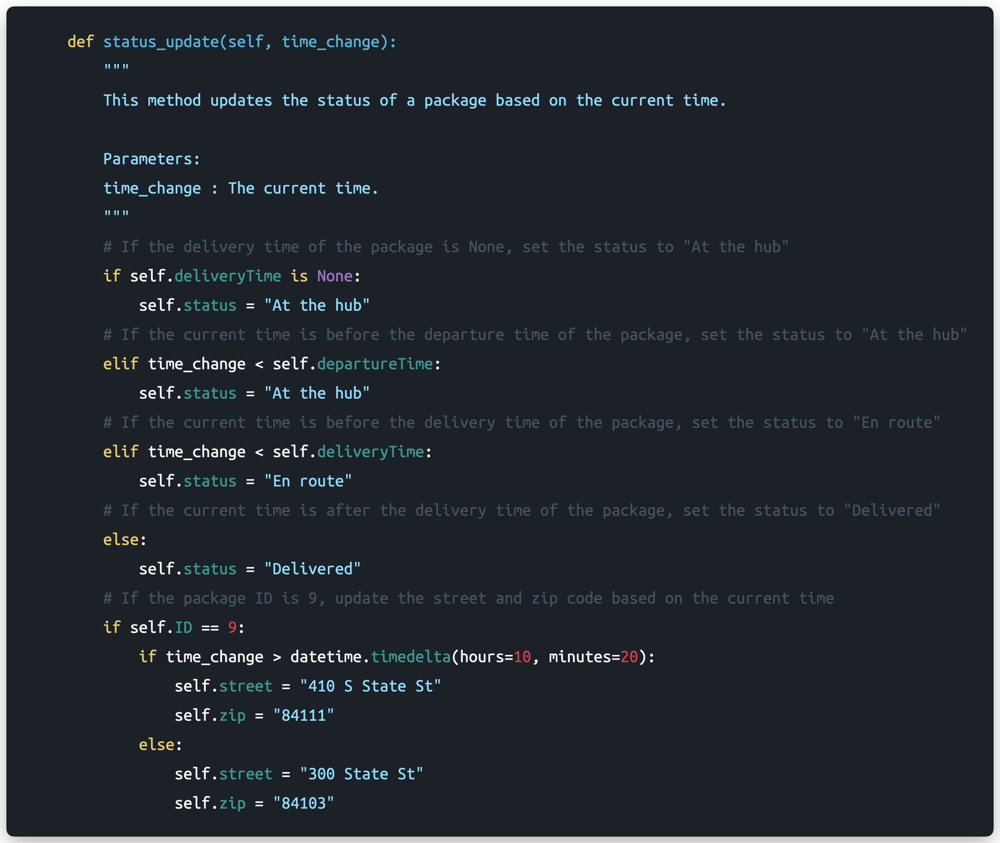 def status_update(self, time_change):
"""
This method updates the status of a package based on the current time.
Parameters:
time_change : The current time.
"""
# If the delivery time of the package is None, set the status to "At the hub"
if self.deliveryTime is None:
self.status = "At the hub"
# If the current time is before the departure time of the package, set the status to "At the hub"
elif time_change < self.departureTime:
self.status = "At the hub"
# If the current time is before the delivery time of the package, set the status to "En route"
elif time_change < self.deliveryTime:
self.status = "En route"
# If the current time is after the delivery time of the package, set the status to "Delivered"
else:
self.status = "Delivered"
# If the package ID is 9, update the street and zip code based on the current time
if self.ID == 9:
if time_change > datetime.timedelta(hours=10, minutes=20):
self.street = "410 S State St"
self.zip = "84111"
else:
self.street = "300 State St"
self.zip = "84103"